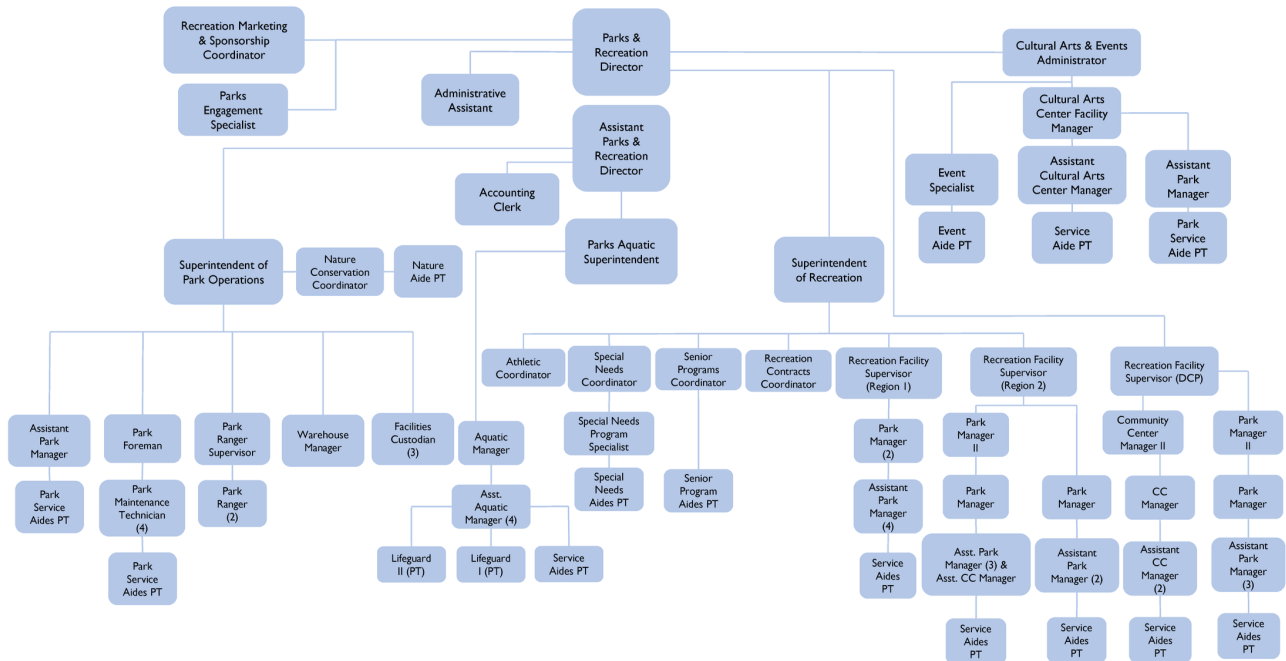 Recreation Marketing
& Sponsorship
Coordinator
Parks &
Recreation
Director
Cultural Arts & Events
Administrator
Parks
Engagement
Specialist
Administrative
Assistant
Cultural Arts
Center Facility
Manager
Assistant
Parks &
Recreation
Director
Accounting
Clerk
Event
Specialist
Assistant
Cultural Arts
Center Manager
Assistant
Park
Manager
Event
Aide PT
Service
Aide PT
Park
Service
Aide PT
Superintendent of
Park Operations
Nature
Conservation
Coordinator
Nature
Aide PT
Parks Aquatic
Superintendent
Superintendent
of Recreation
Athletic
Coordinator
Special
Needs
Coordinator
Senior
Programs
Coordinator
Recreation
Contracts
Coordinator
Recreation Facility
Supervisor
(Region 1)
Recreation Facility
Supervisor
(Region 2)
Recreation Facility
Supervisor (DCP)
Assistant
Park
Manager
Park
Foreman
Park
Ranger
Supervisor
Warehouse
Manager
Facilities
Custodian
(3)
Aquatic
Manager
Special Needs
Program
Specialist
Park
Manager
(2)
Park
Manager
II
Community
Center
Manager II
Park
Manager II
Park
Service
Aides PT
Park
Maintenance
Technician
(4)
Park
Ranger
(2)
Asst.
Aquatic
Manager (4)
Special
Needs
Aides PT
Senior
Program
Aides PT
Assistant
Park
Manager
(4)
Park
Manager
Park
Manager
CC
Manager
Park
Manager
Park
Service
Aides PT
Lifeguard
II (PT)
Lifeguard
I (PT)
Service
Aides PT
Service
Aides
PT
Asst. Park
Manager (3) &
Asst. CC Manager
Assistant
Park
Manager (2)
Assistant
CC
Manager
(2)
Assistant
Park
Manager
(3)
Service
Aides
PT
Service
Aides
PT
Service
Aides
PT
Service
Aides
PT